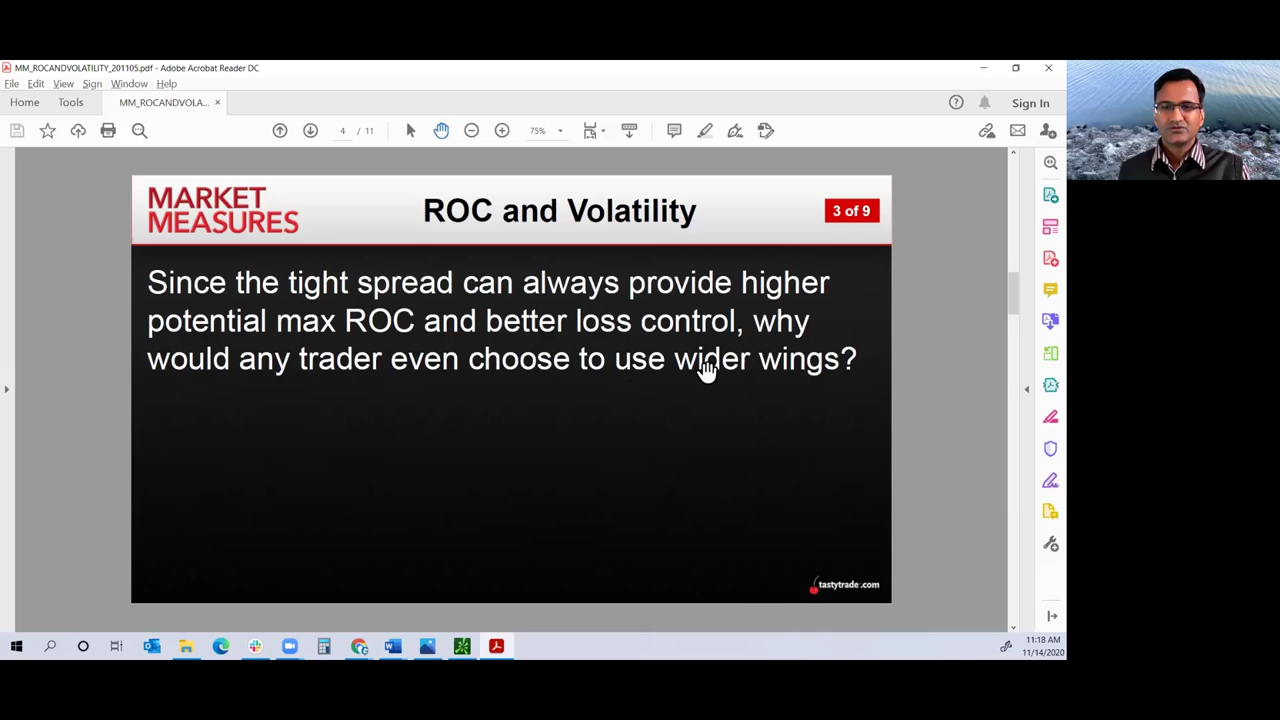 MM_ROCANDVOLATILITY_201105.pdf - Adobe Acrobat Reader DC
File Edit View Sign Window Help
Home Tools MM_ROCANDVOLA... × Sign In
4 / 11 75%
MARKET
MEASURES
ROC and Volatility
3 of 9
Since the tight spread can always provide higher
potential max ROC and better loss control, why
would any trader even choose to use wider wings?
tastytrade.com
11:18 AM
11/14/2020